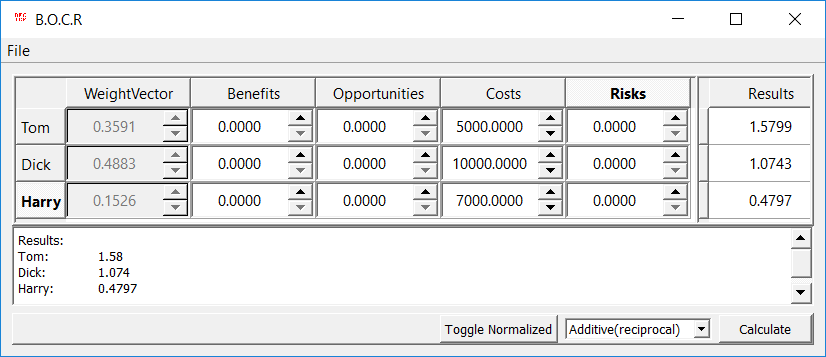 B.O.C.R
File
WeightVector Benefits Opportunities Costs Risks Results
Tom 0.3591 0.0000 0.0000 5000.0000 0.0000 1.5799
Dick 0.4883 0.0000 0.0000 10000.0000 0.0000 1.0743
Harry 0.1526 0.0000 0.0000 7000.0000 0.0000 0.4797
Results:
Tom: 1.58
Dick: 1.074
Harry: 0.4797
Toggle Normalized Additive(reciprocal) Calculate